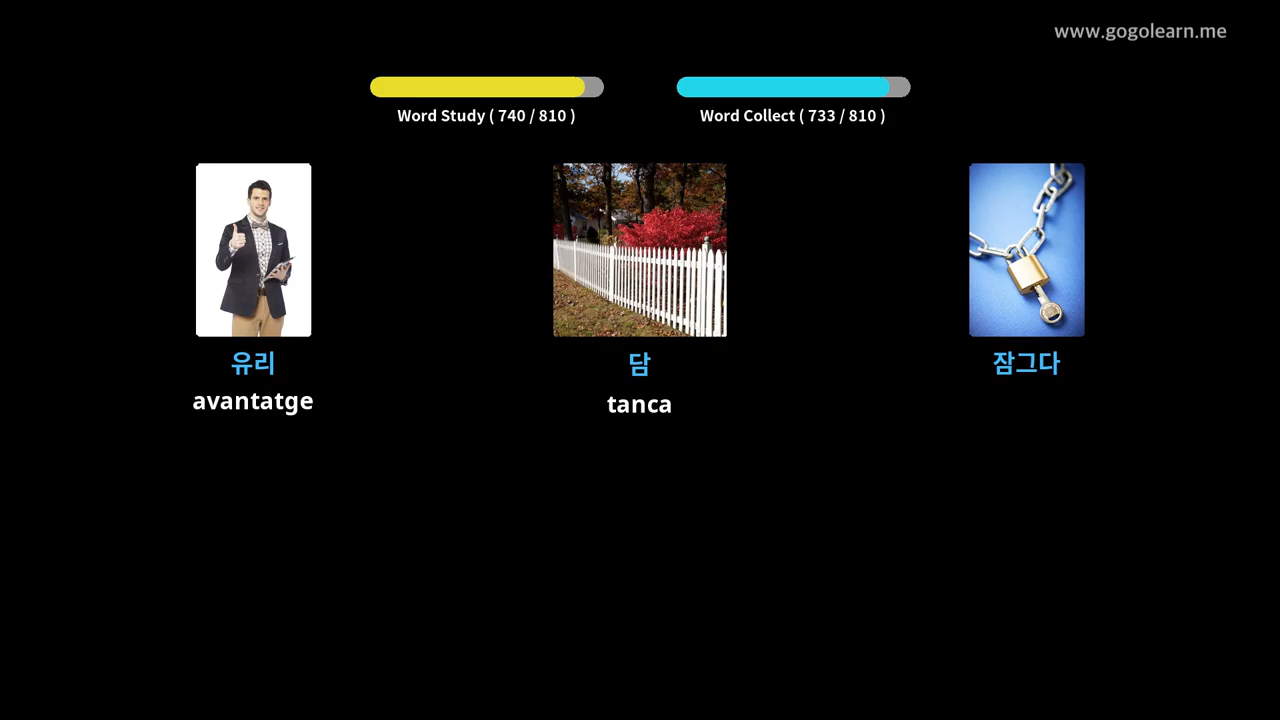 www.gogolearn.me
Word Study ( 740 / 810 )
Word Collect ( 733 / 810 )
유리
담
잠그다
avantatge
tanca